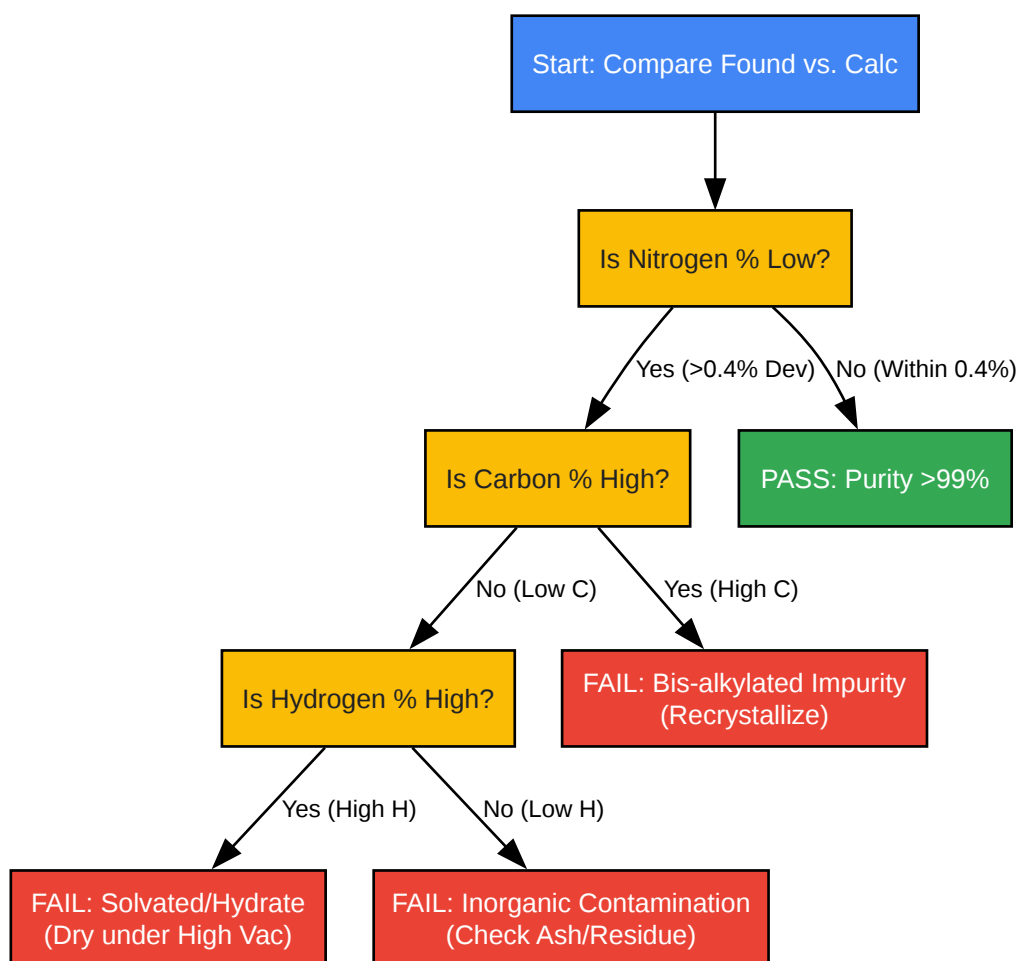 Start: Compare Found vs. Calc
Is Nitrogen % Low?
Yes (>0.4% Dev)
No (Within 0.4%)
Is Carbon % High?
PASS: Purity >99%
No (Low C)
Yes (High C)
Is Hydrogen % High?
FAIL: Bis-alkylated Impurity
(Recrystallize)
Yes (High H)
No (Low H)
FAIL: Solvated/Hydrate
(Dry under High Vac)
FAIL: Inorganic Contamination
(Check Ash/Residue)